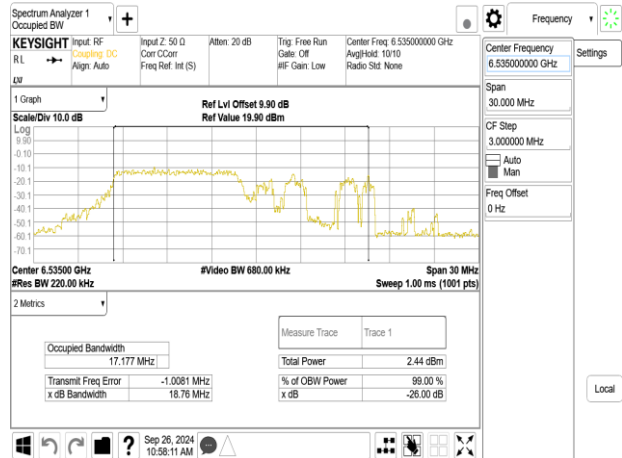 Spectrum Analyzer 1
Occupied BW
+
Frequency
Settings
KEYSIGHT
RL
LXI
Input: RF
Coupling: DC
Align: Auto
Input Z: 50 Ω
Corr CCorr
Freq Ref: Int (S)
Atten: 20 dB
Trig: Free Run
Gate: Off
#IF Gain: Low
Center Freq: 6.535000000 GHz
Avg|Hold: 10/10
Radio Std: None
Center Frequency
6.535000000 GHz
Span
30.000 MHz
CF Step
3.000000 MHz
Auto
Man
Freq Offset
0 Hz
1 Graph
Scale/Div 10.0 dB
Ref Lvl Offset 9.90 dB
Ref Value 19.90 dBm
Log
9.90
-0.10
-10.1
-20.1
-30.1
-40.1
-50.1
-60.1
-70.1
Center 6.53500 GHz
#Res BW 220.00 kHz
#Video BW 680.00 kHz
Span 30 MHz
Sweep 1.00 ms (1001 pts)
2 Metrics
Measure Trace Trace 1
Occupied Bandwidth
17.177 MHz
Total Power 2.44 dBm
Transmit Freq Error -1.0081 MHz
% of OBW Power 99.00 %
x dB Bandwidth 18.76 MHz
x dB -26.00 dB
Local
?
Sep 26, 2024
10:58:11 AM